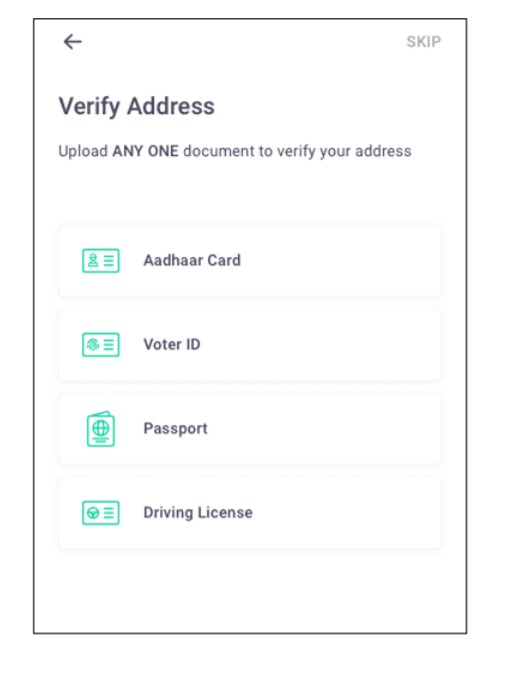 SKIP
Verify Address
Upload ANY ONE document to verify your address
Aadhaar Card
Voter ID
Passport
Driving License